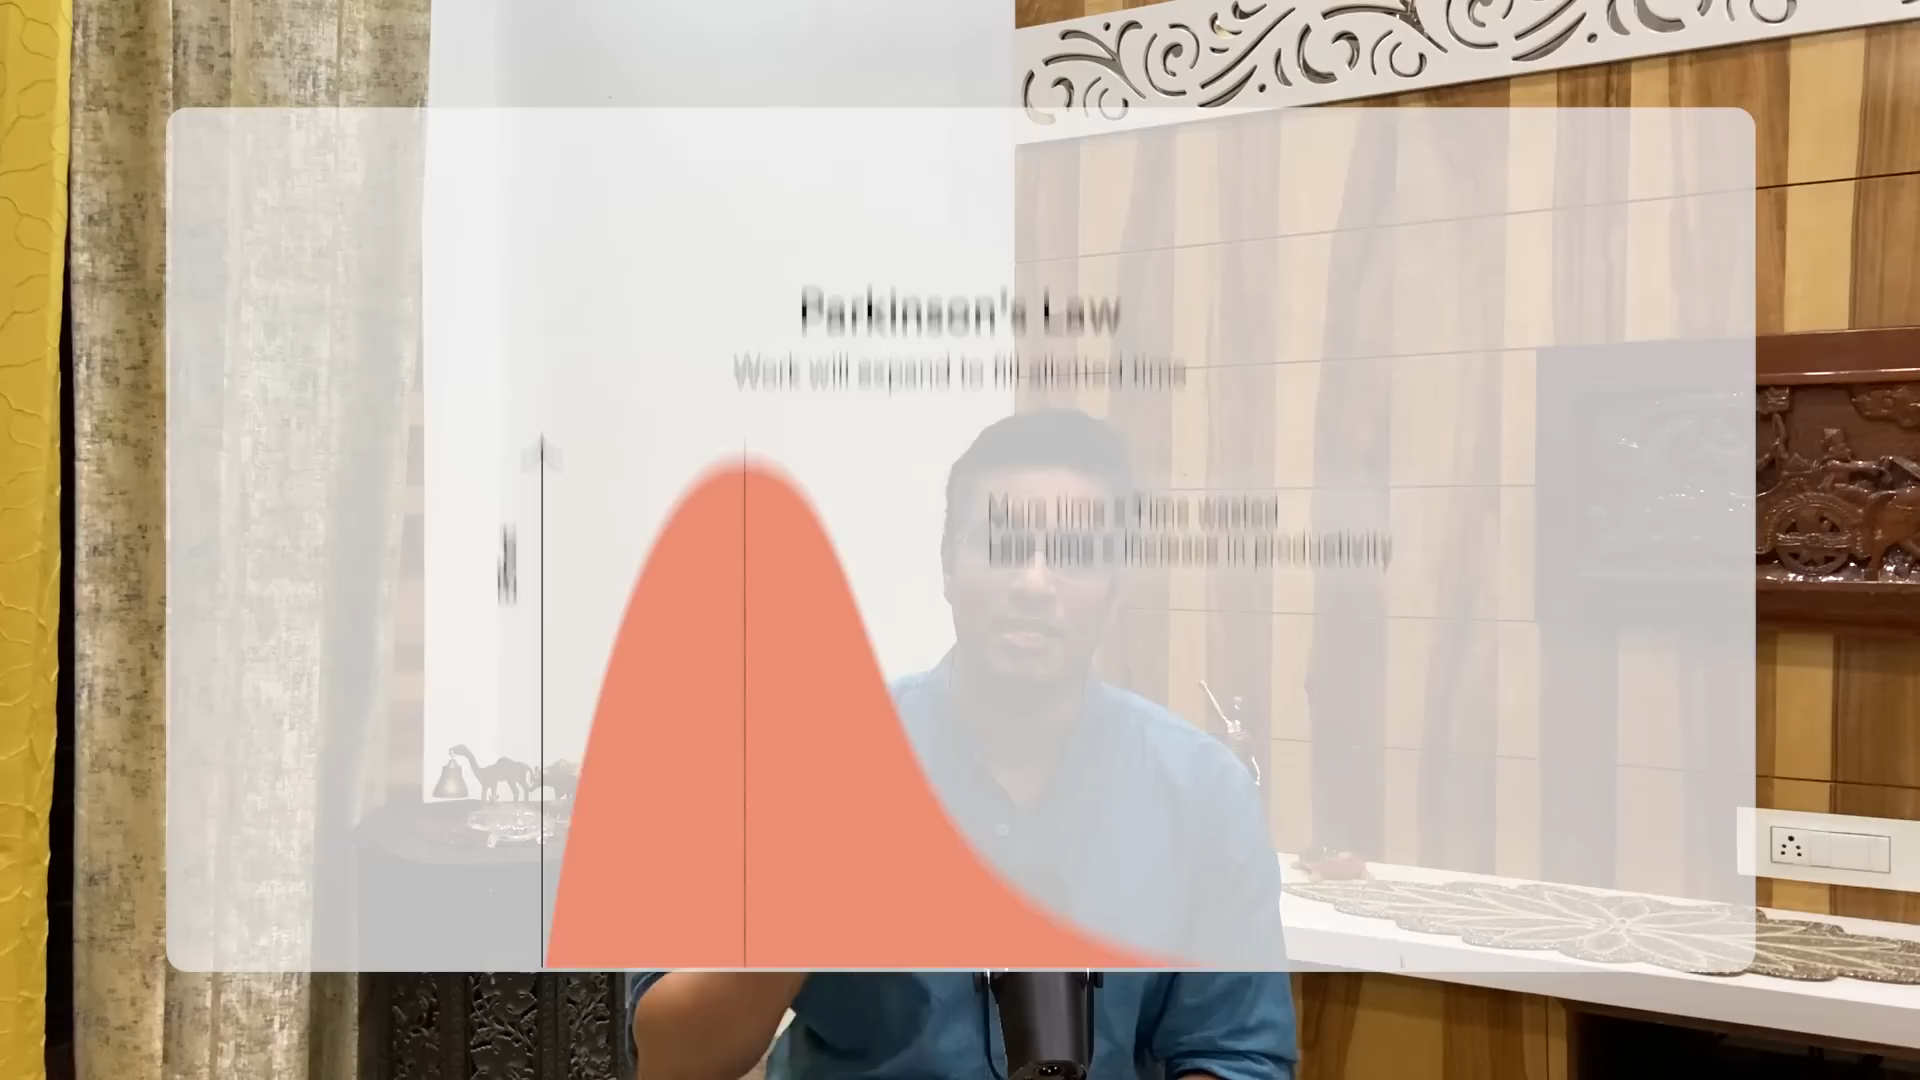 Parkinson's Law
Work will expand to fill allotted time
More time = Time wasted
Less time = Increase in productivity